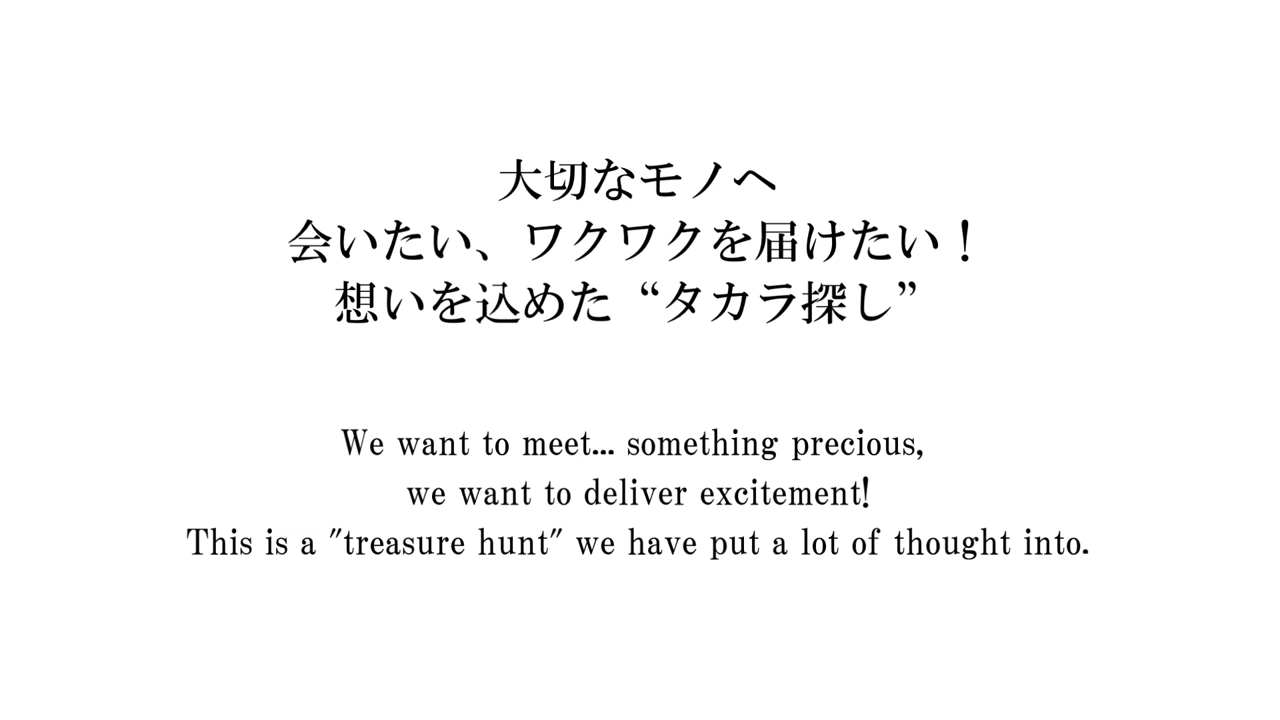 大切なモノへ
会いたい、ワクワクを届けたい！
想いを込めた“タカラ探し”
We want to meet... something precious,
we want to deliver excitement!
This is a "treasure hunt" we have put a lot of thought into.